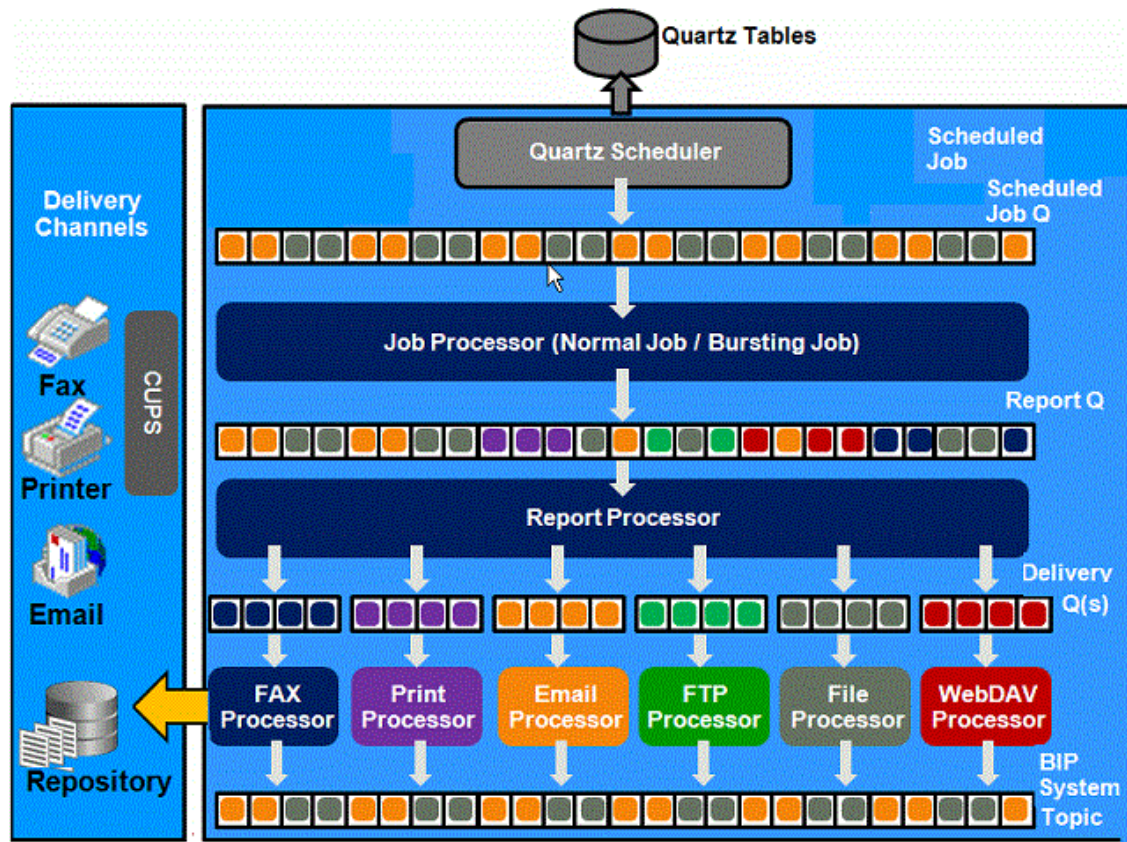 Quartz Tables
Quartz Scheduler
Scheduled
Job
Scheduled
Job Q
Delivery
Channels
Fax
CUPS
Printer
Email
Repository
Job Processor (Normal Job / Bursting Job)
Report Q
Report Processor
Delivery
Q(s)
FAX
Processor
Print
Processor
Email
Processor
FTP
Processor
File
Processor
WebDAV
Processor
BIP
System
Topic